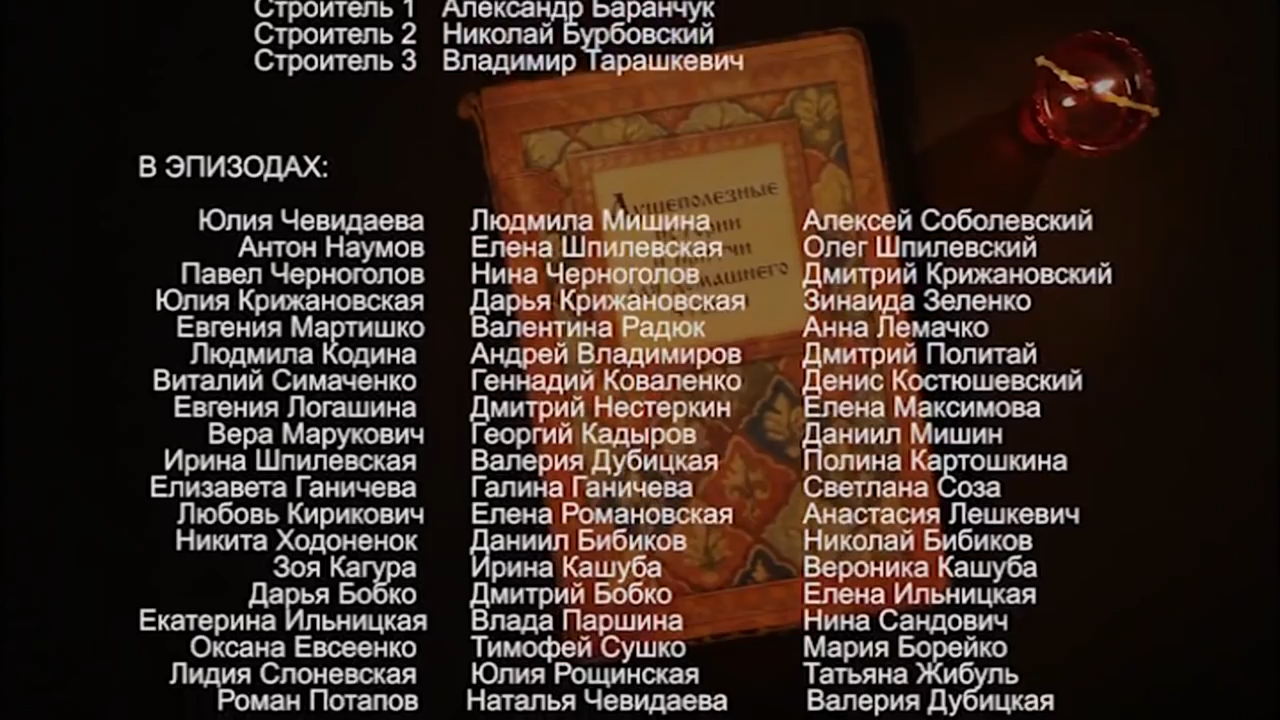 Строитель 1 Александр Баранчук
Строитель 2 Николай Бурбовский
Строитель 3 Владимир Тарашкевич
В ЭПИЗОДАХ:
Юлия Чевидаева Людмила Мишина Алексей Соболевский
Антон Наумов Елена Шпилевская Олег Шпилевский
Павел Черноголов Нина Черноголов Дмитрий Крижановский
Юлия Крижановская Дарья Крижановская Зинаида Зеленко
Евгения Мартишко Валентина Радюк Анна Лемачко
Людмила Кодина Андрей Владимиров Дмитрий Политай
Виталий Симаченко Геннадий Коваленко Денис Костюшевский
Евгения Логашина Дмитрий Нестеркин Елена Максимова
Вера Марукович Георгий Кадыров Даниил Мишин
Ирина Шпилевская Валерия Дубицкая Полина Картошкина
Елизавета Ганичева Галина Ганичева Светлана Соза
Любовь Кирикович Елена Романовская Анастасия Лешкевич
Никита Ходоненок Даниил Бибиков Николай Бибиков
Зоя Кагура Ирина Кашуба Вероника Кашуба
Дарья Бобко Дмитрий Бобко Елена Ильницкая
Екатерина Ильницкая Влада Паршина Нина Сандович
Оксана Евсеенко Тимофей Сушко Мария Борейко
Лидия Слоневская Юлия Рощинская Татьяна Жибуль
Роман Потапов Наталья Чевидаева Валерия Дубицкая
Душеполезные